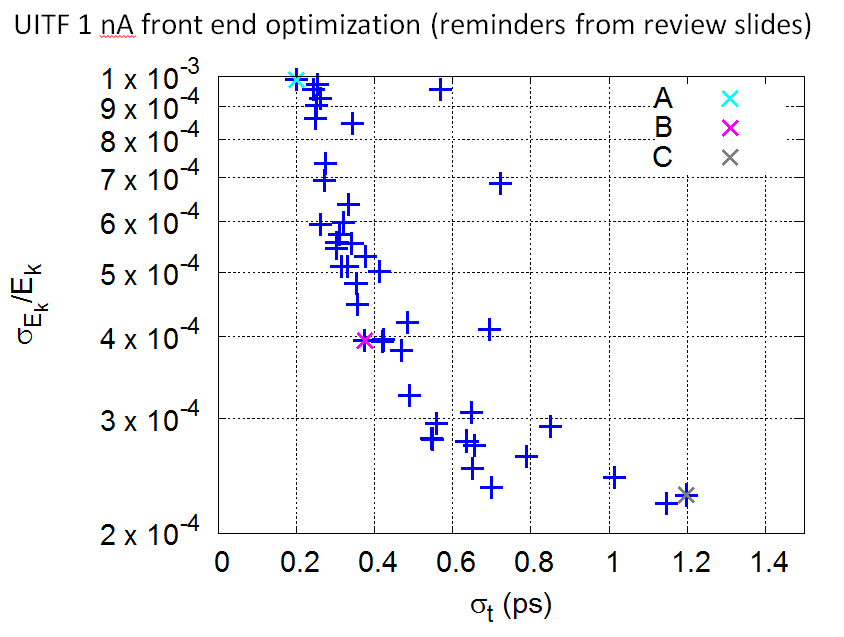 UITF 1 nA front end optimization (reminders from review slides)
1 x 10-3
9 x 10-4
8 x 10-4
7 x 10-4
6 x 10-4
5 x 10-4
4 x 10-4
3 x 10-4
2 x 10-4
σEk/Ek
A
B
C
0 0.2 0.4 0.6 0.8 1 1.2 1.4
σt (ps)